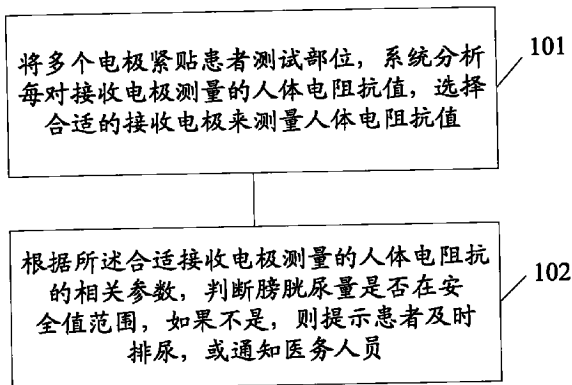 将多个电极紧贴患者测试部位，系统分析
每对接收电极测量的人体电阻抗值，选择
合适的接收电极来测量人体电阻抗值
101
根据所述合适接收电极测量的人体电阻抗
的相关参数，判断膀胱尿量是否在安
全值范围，如果不是，则提示患者及时
排尿，或通知医务人员
102